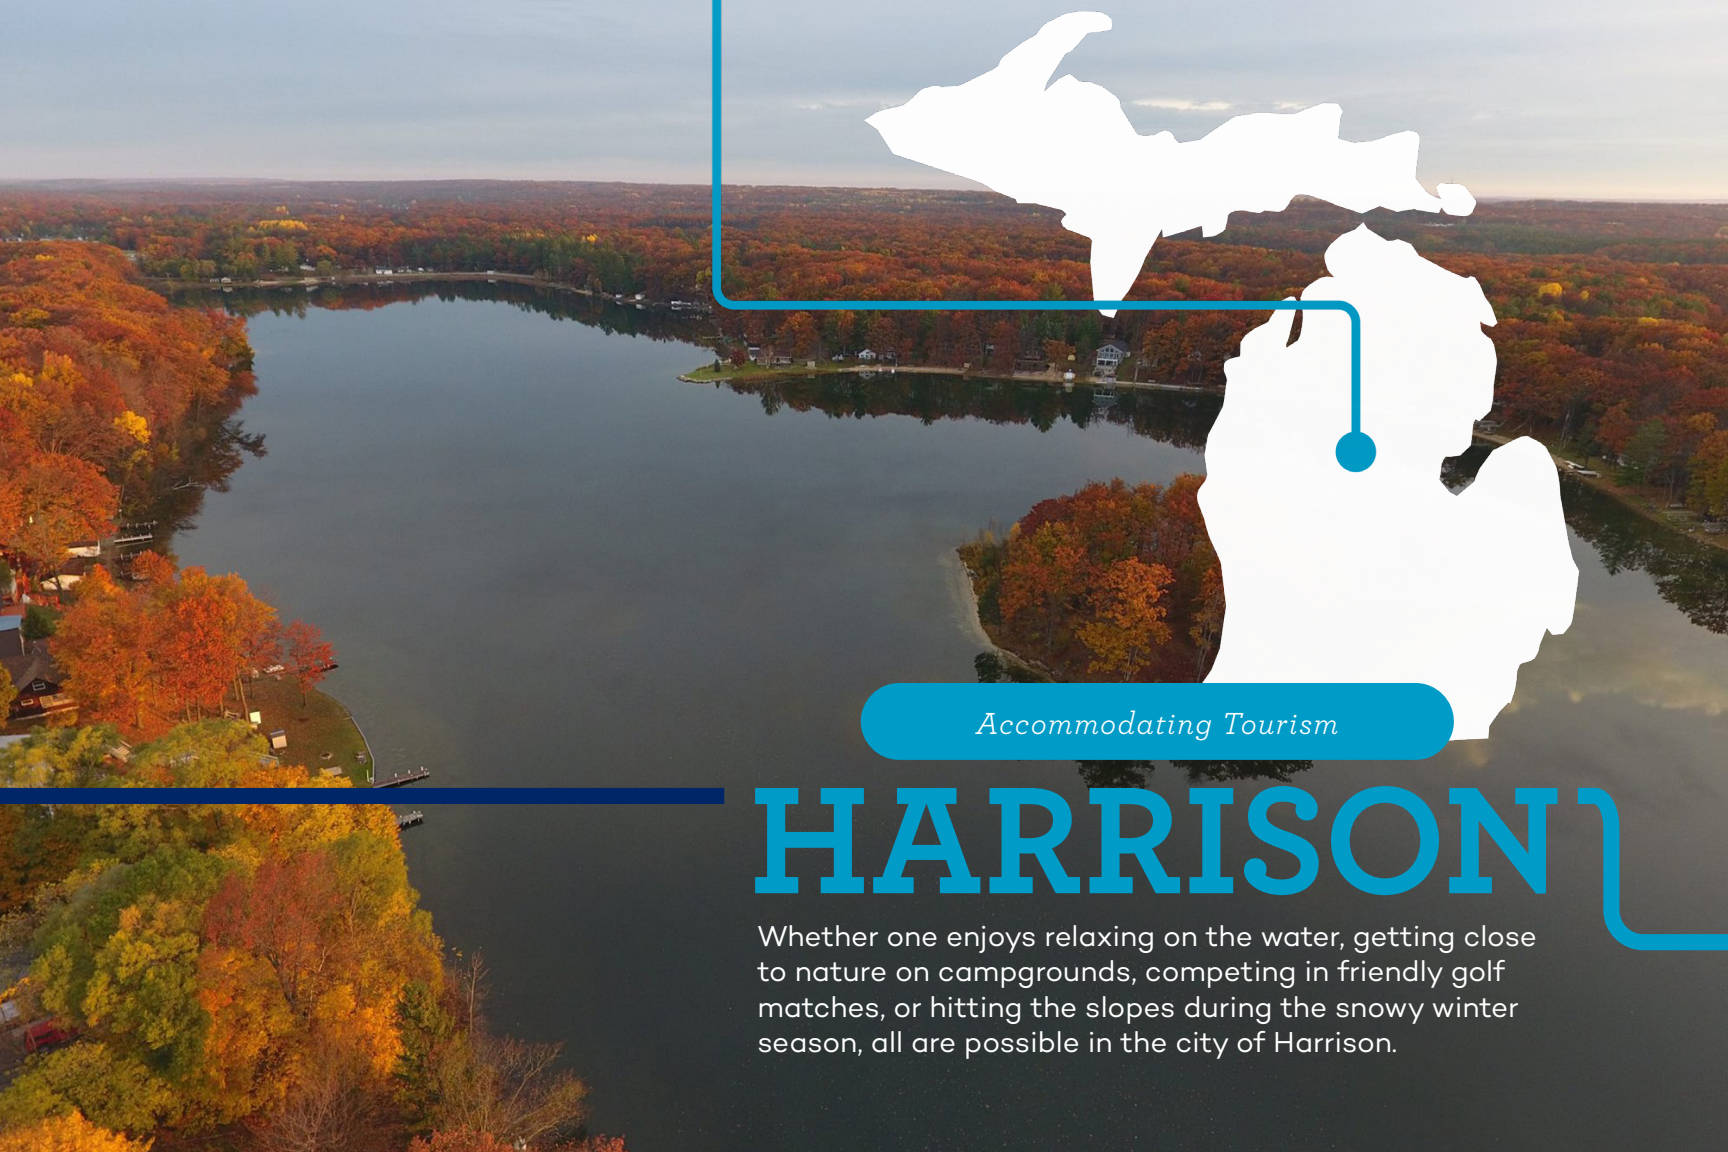 Accommodating Tourism
HARRISON
Whether one enjoys relaxing on the water, getting close
to nature on campgrounds, competing in friendly golf
matches, or hitting the slopes during the snowy winter
season, all are possible in the city of Harrison.